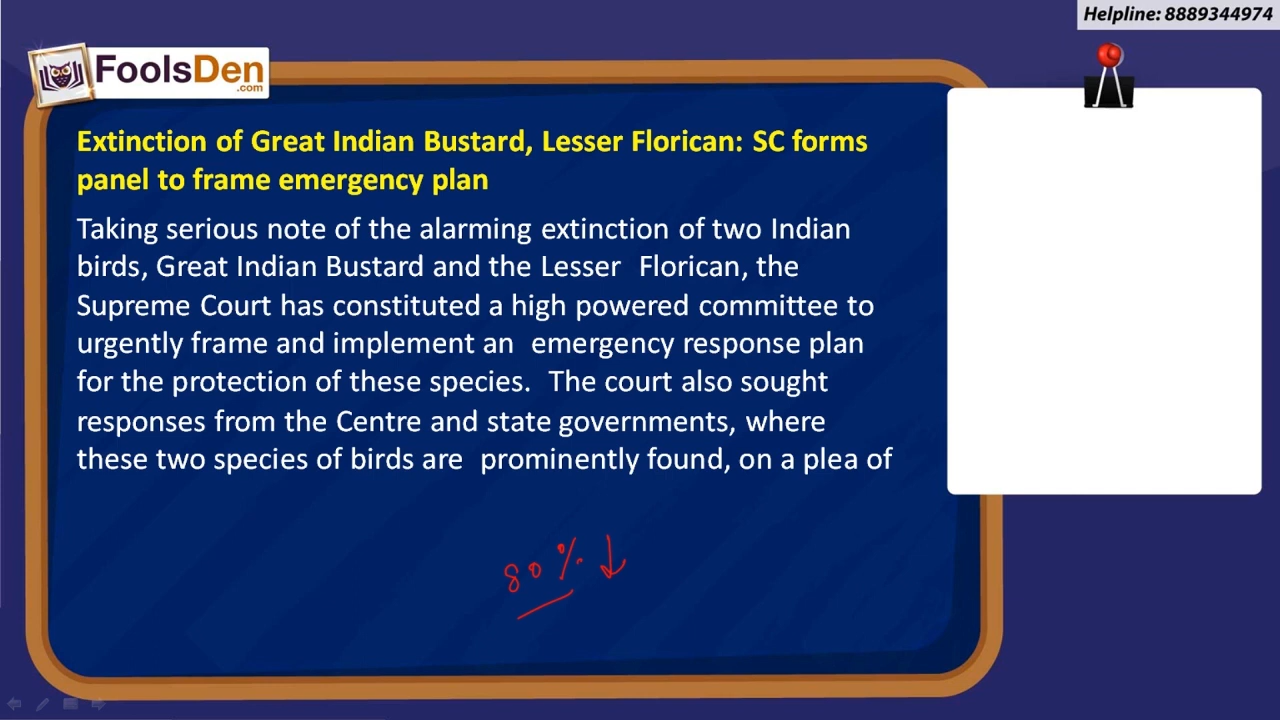 Helpline: 8889344974
FoolsDen
.com
Extinction of Great Indian Bustard, Lesser Florican: SC forms
panel to frame emergency plan
Taking serious note of the alarming extinction of two Indian
birds, Great Indian Bustard and the Lesser Florican, the
Supreme Court has constituted a high powered committee to
urgently frame and implement an emergency response plan
for the protection of these species. The court also sought
responses from the Centre and state governments, where
these two species of birds are prominently found, on a plea of
80% ↓